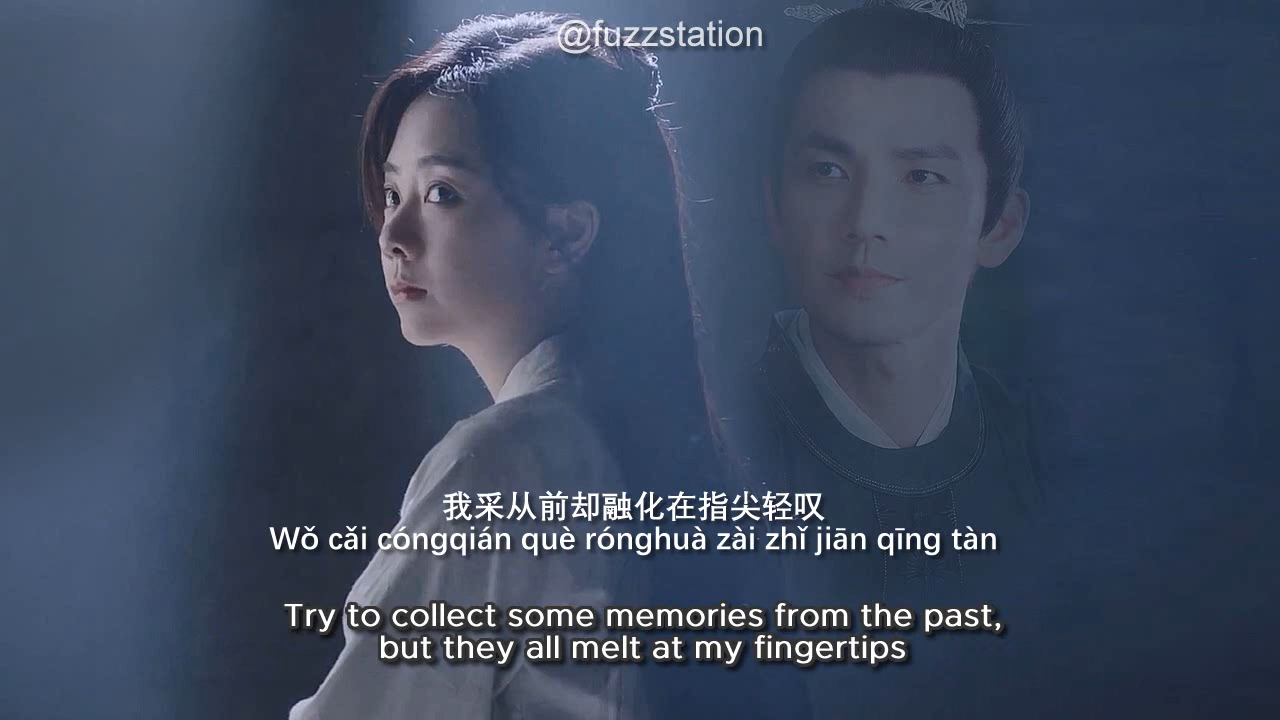 @fuzzstation
我采从前却融化在指尖轻叹
Wǒ cǎi cóngqián què rónghuà zài zhǐ jiān qīng tàn
Try to collect some memories from the past,
but they all melt at my fingertips